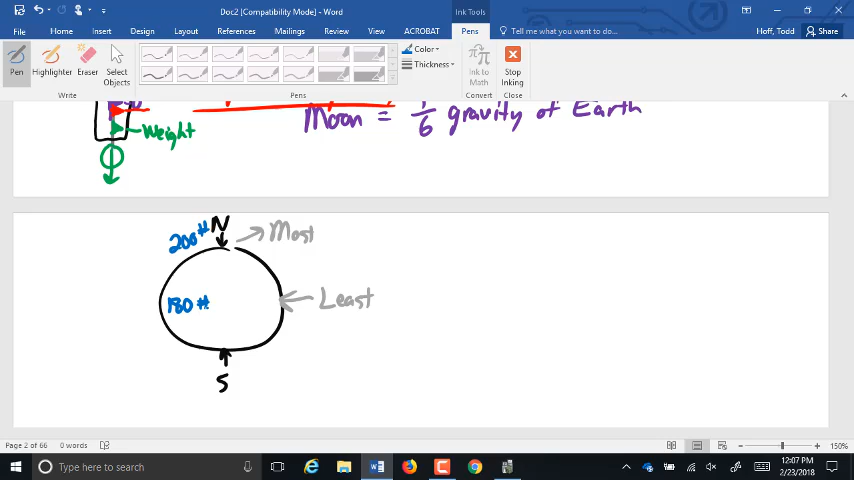 Doc2 [Compatibility Mode] - Word
Ink Tools
File Home Insert Design Layout References Mailings Review View ACROBAT Pens Tell me what you want to do... Hoff, Todd Share
Pen Highlighter Eraser Select Objects
Color
Thickness
Ink to Math
Stop Inking
Write Pens Convert Close
Weight
Moon = 1/6 gravity of Earth
N
200# Most
180# Least
S
Page 2 of 66 0 words 150%
Type here to search
12:07 PM
2/23/2018